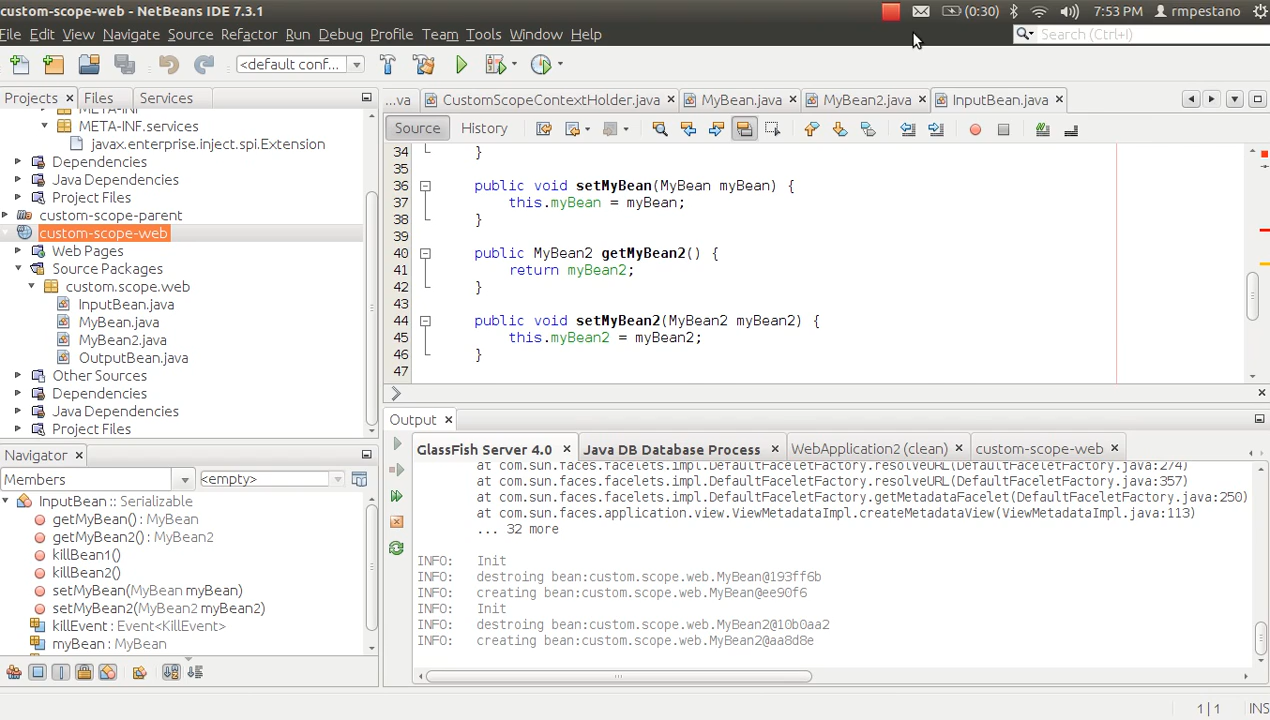 custom-scope-web - NetBeans IDE 7.3.1
(0:30)
7:53 PM
rmpestano
File Edit View Navigate Source Refactor Run Debug Profile Team Tools Window Help
Search (Ctrl+I)
<default conf...
Projects
Files
Services
...va
CustomScopeContextHolder.java
MyBean.java
MyBean2.java
InputBean.java
Source
History
META-INF.services
javax.enterprise.inject.spi.Extension
Dependencies
Java Dependencies
Project Files
custom-scope-parent
custom-scope-web
Web Pages
Source Packages
custom.scope.web
InputBean.java
MyBean.java
MyBean2.java
OutputBean.java
Other Sources
Dependencies
Java Dependencies
Project Files
34 }
35
36 public void setMyBean(MyBean myBean) {
37 this.myBean = myBean;
38 }
39
40 public MyBean2 getMyBean2() {
41 return myBean2;
42 }
43
44 public void setMyBean2(MyBean2 myBean2) {
45 this.myBean2 = myBean2;
46 }
47
Navigator
Members
<empty>
InputBean :: Serializable
getMyBean() : MyBean
getMyBean2() : MyBean2
killBean1()
killBean2()
setMyBean(MyBean myBean)
setMyBean2(MyBean2 myBean2)
killEvent : Event<KillEvent>
myBean : MyBean
Output
GlassFish Server 4.0
Java DB Database Process
WebApplication2 (clean)
custom-scope-web
at com.sun.faces.facelets.impl.DefaultFaceletFactory.resolveURL(DefaultFaceletFactory.java:274)
at com.sun.faces.facelets.impl.DefaultFaceletFactory.resolveURL(DefaultFaceletFactory.java:357)
at com.sun.faces.facelets.impl.DefaultFaceletFactory.getMetadataFacelet(DefaultFaceletFactory.java:250)
at com.sun.faces.application.view.ViewMetadataImpl.createMetadataView(ViewMetadataImpl.java:113)
... 32 more
INFO: Init
INFO: destroing bean:custom.scope.web.MyBean@193ff6b
INFO: creating bean:custom.scope.web.MyBean@ee90f6
INFO: Init
INFO: destroing bean:custom.scope.web.MyBean2@10b0aa2
INFO: creating bean:custom.scope.web.MyBean2@aa8d8e
1 | 1
INS